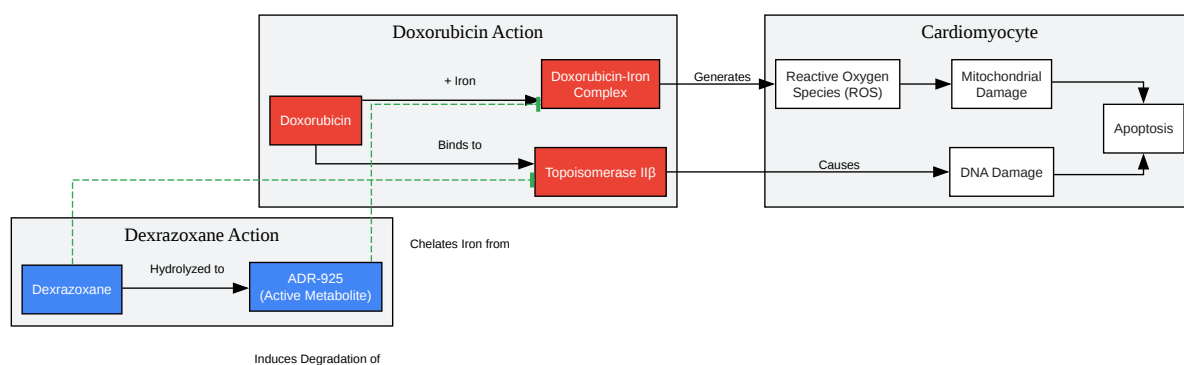 Doxorubicin Action
Cardiomyocyte
+ Iron
Doxorubicin-Iron
Complex
Generates
Reactive Oxygen
Species (ROS)
Mitochondrial
Damage
Doxorubicin
Apoptosis
Binds to
Topoisomerase IIβ
Causes
DNA Damage
Dexrazoxane Action
Chelates Iron from
Dexrazoxane
Hydrolyzed to
ADR-925
(Active Metabolite)
Induces Degradation of